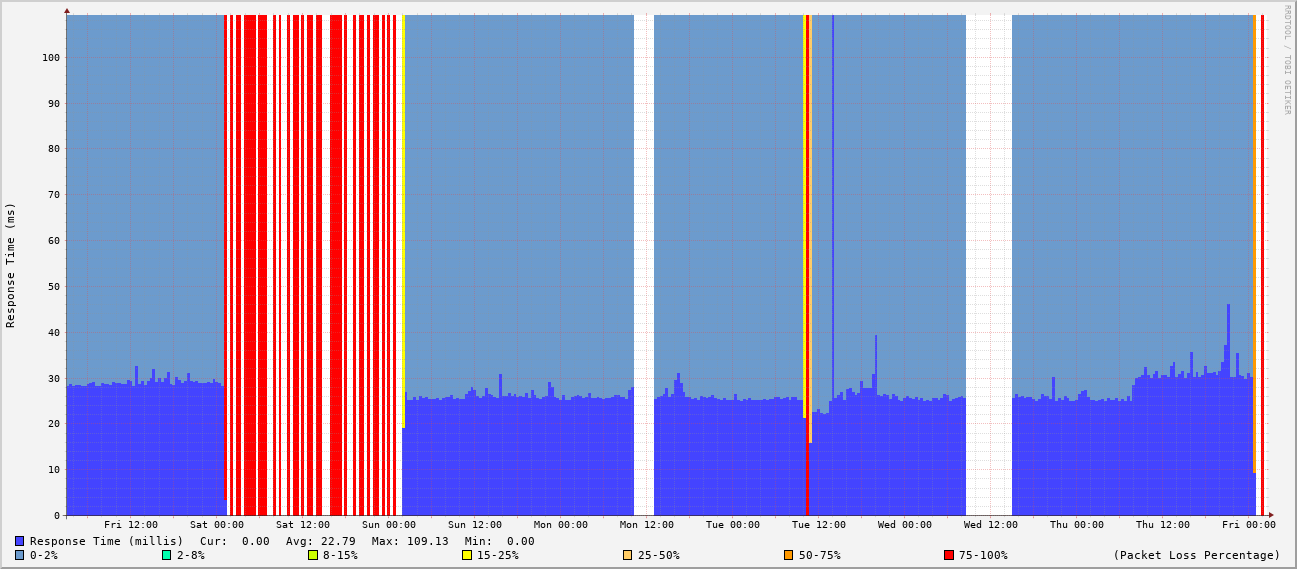 RRDTOOL / TOBI OETIKER
Response Time (ms)
100
90
80
70
60
50
40
30
20
10
0
Fri 12:00 Sat 00:00 Sat 12:00 Sun 00:00 Sun 12:00 Mon 00:00 Mon 12:00 Tue 00:00 Tue 12:00 Wed 00:00 Wed 12:00 Thu 00:00 Thu 12:00 Fri 00:00
Response Time (millis) Cur: 0.00 Avg: 22.79 Max: 109.13 Min: 0.00
0-2% 2-8% 8-15% 15-25% 25-50% 50-75% 75-100% (Packet Loss Percentage)